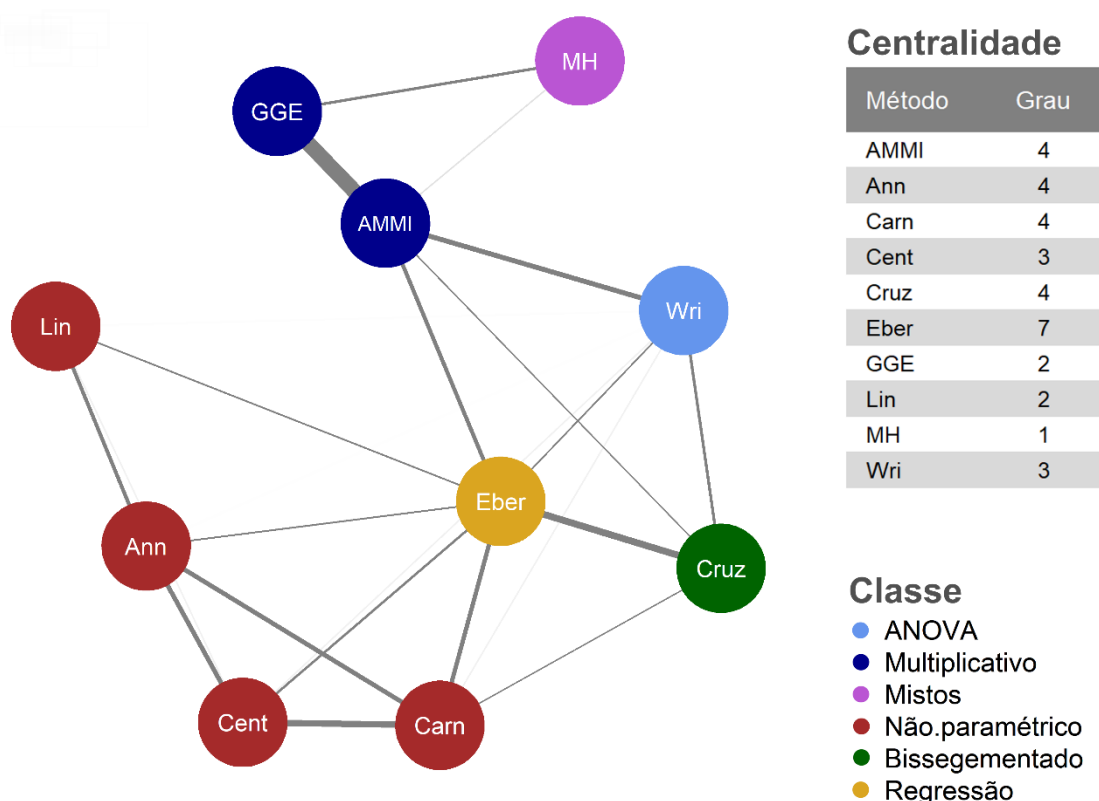 MH
GGE
AMMI
Wri
Lin
Eber
Ann
Cruz
Cent
Carn
Centralidade
Método Grau
AMMI 4
Ann 4
Carn 4
Cent 3
Cruz 4
Eber 7
GGE 2
Lin 2
MH 1
Wri 3
Classe
ANOVA
Multiplicativo
Mistos
Não.paramétrico
Bissegementado
Regressão